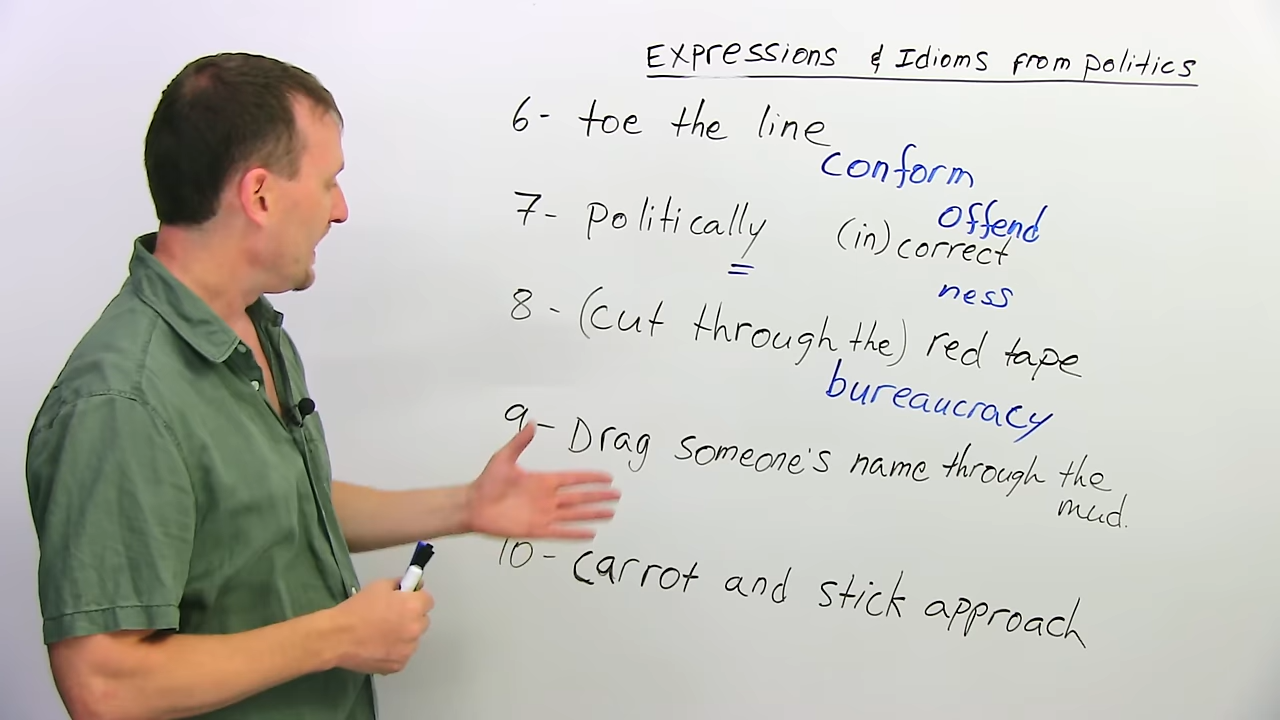 Expressions & Idioms from politics
6- toe the line
conform
offend
7- politically (in)correct
=
ness
8- (cut through the) red tape
bureaucracy
9- Drag someone's name through the
mud.
10- carrot and stick approach